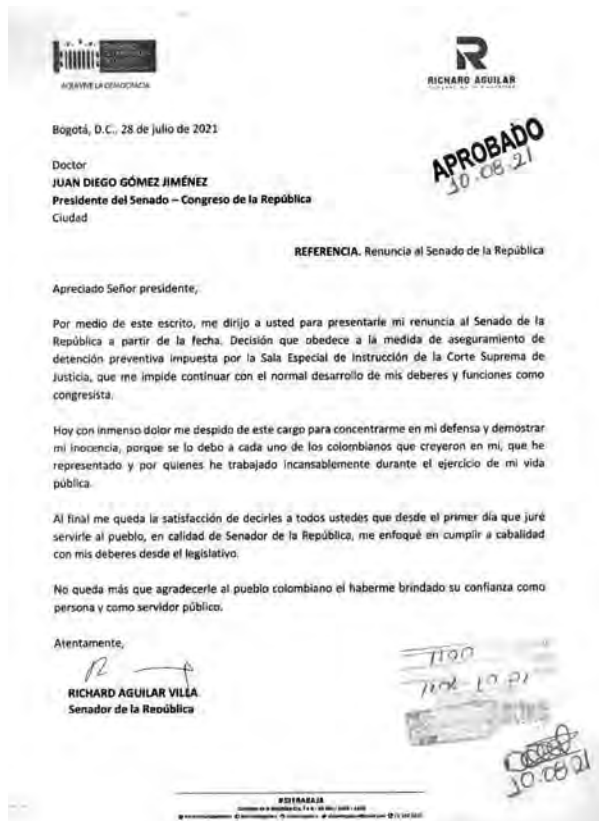 AQUÍ VIVE LA DEMOCRACIA
R
RICHARD AGUILAR
Bogotá, D.C., 28 de julio de 2021
APROBADO
30.08.21
Doctor
JUAN DIEGO GÓMEZ JIMÉNEZ
Presidente del Senado – Congreso de la República
Ciudad
REFERENCIA. Renuncia al Senado de la República
Apreciado Señor presidente,
Por medio de este escrito, me dirijo a usted para presentarle mi renuncia al Senado de la
República a partir de la fecha. Decisión que obedece a la medida de aseguramiento de
detención preventiva impuesta por la Sala Especial de Instrucción de la Corte Suprema de
Justicia, que me impide continuar con el normal desarrollo de mis deberes y funciones como
congresista.
Hoy con inmenso dolor me despido de este cargo para concentrarme en mi defensa y demostrar
mi inocencia, porque se lo debo a cada uno de los colombianos que creyeron en mí, que he
representado y por quienes he trabajado incansablemente durante el ejercicio de mi vida
pública.
Al final me queda la satisfacción de decirles a todos ustedes que desde el primer día que juré
servirle al pueblo, en calidad de Senador de la República, me enfoqué en cumplir a cabalidad
con mis deberes desde el legislativo.
No queda más que agradecerle al pueblo colombiano el haberme brindado su confianza como
persona y como servidor público.
Atentamente,
RICHARD AGUILAR VILLA
Senador de la República
30.08.21